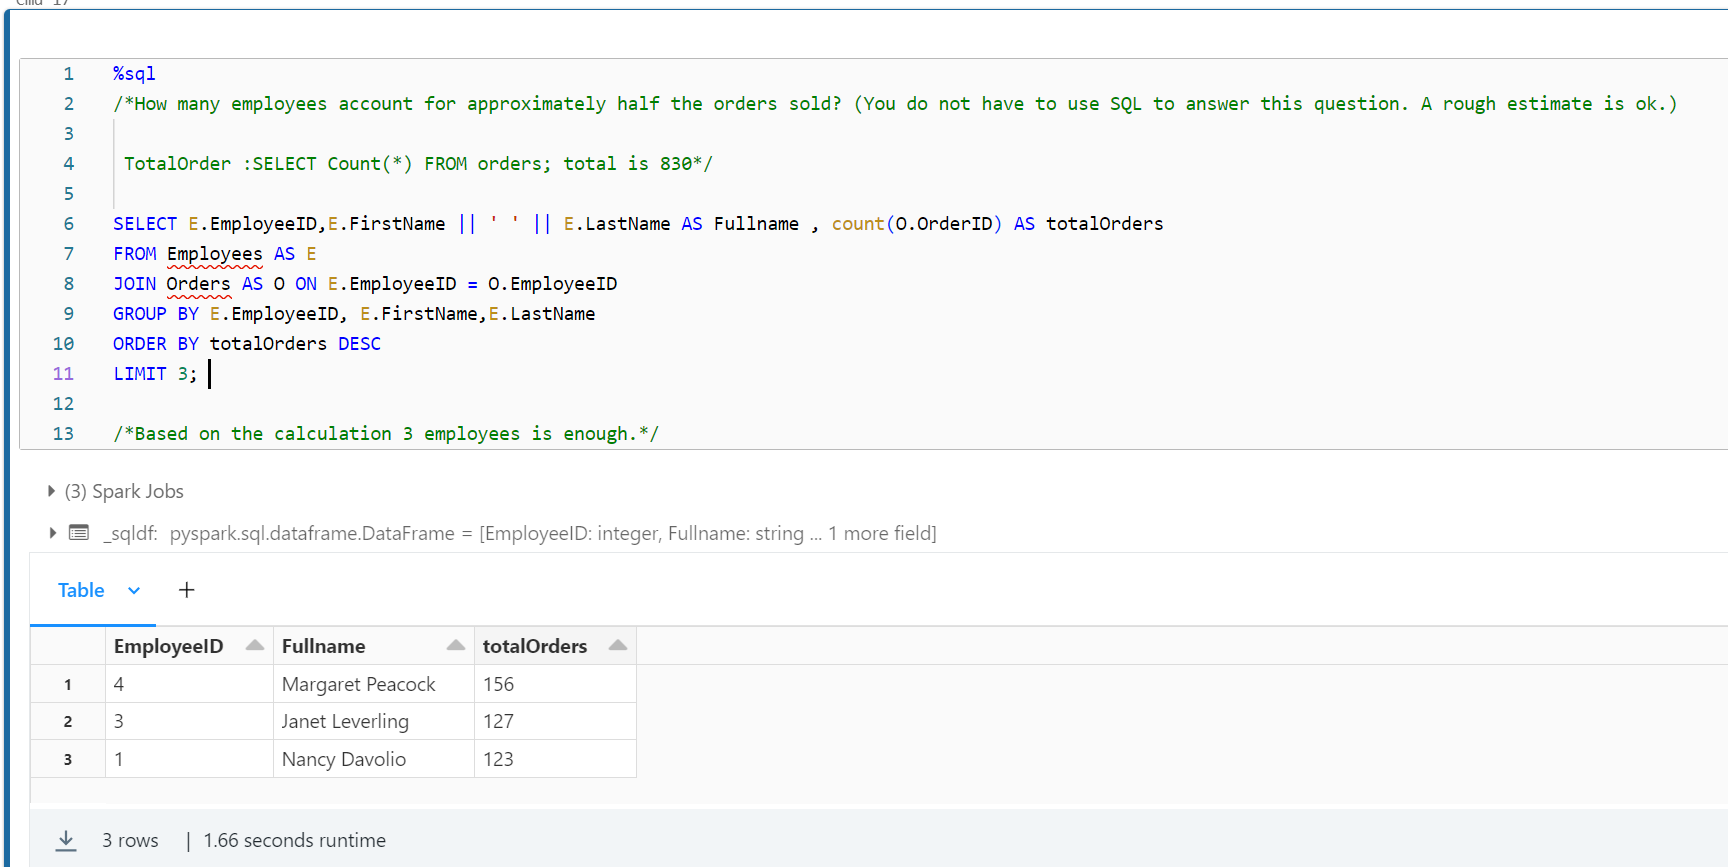 Cmd 17
1 %sql
2 /*How many employees account for approximately half the orders sold? (You do not have to use SQL to answer this question. A rough estimate is ok.)
3
4 TotalOrder :SELECT Count(*) FROM orders; total is 830*/
5
6 SELECT E.EmployeeID,E.FirstName || ' ' || E.LastName AS Fullname , count(O.OrderID) AS totalOrders
7 FROM Employees AS E
8 JOIN Orders AS O ON E.EmployeeID = O.EmployeeID
9 GROUP BY E.EmployeeID, E.FirstName,E.LastName
10 ORDER BY totalOrders DESC
11 LIMIT 3;
12
13 /*Based on the calculation 3 employees is enough.*/
(3) Spark Jobs
_sqldf: pyspark.sql.dataframe.DataFrame = [EmployeeID: integer, Fullname: string ... 1 more field]
Table +
EmployeeID Fullname totalOrders
1 4 Margaret Peacock 156
2 3 Janet Leverling 127
3 1 Nancy Davolio 123
3 rows | 1.66 seconds runtime